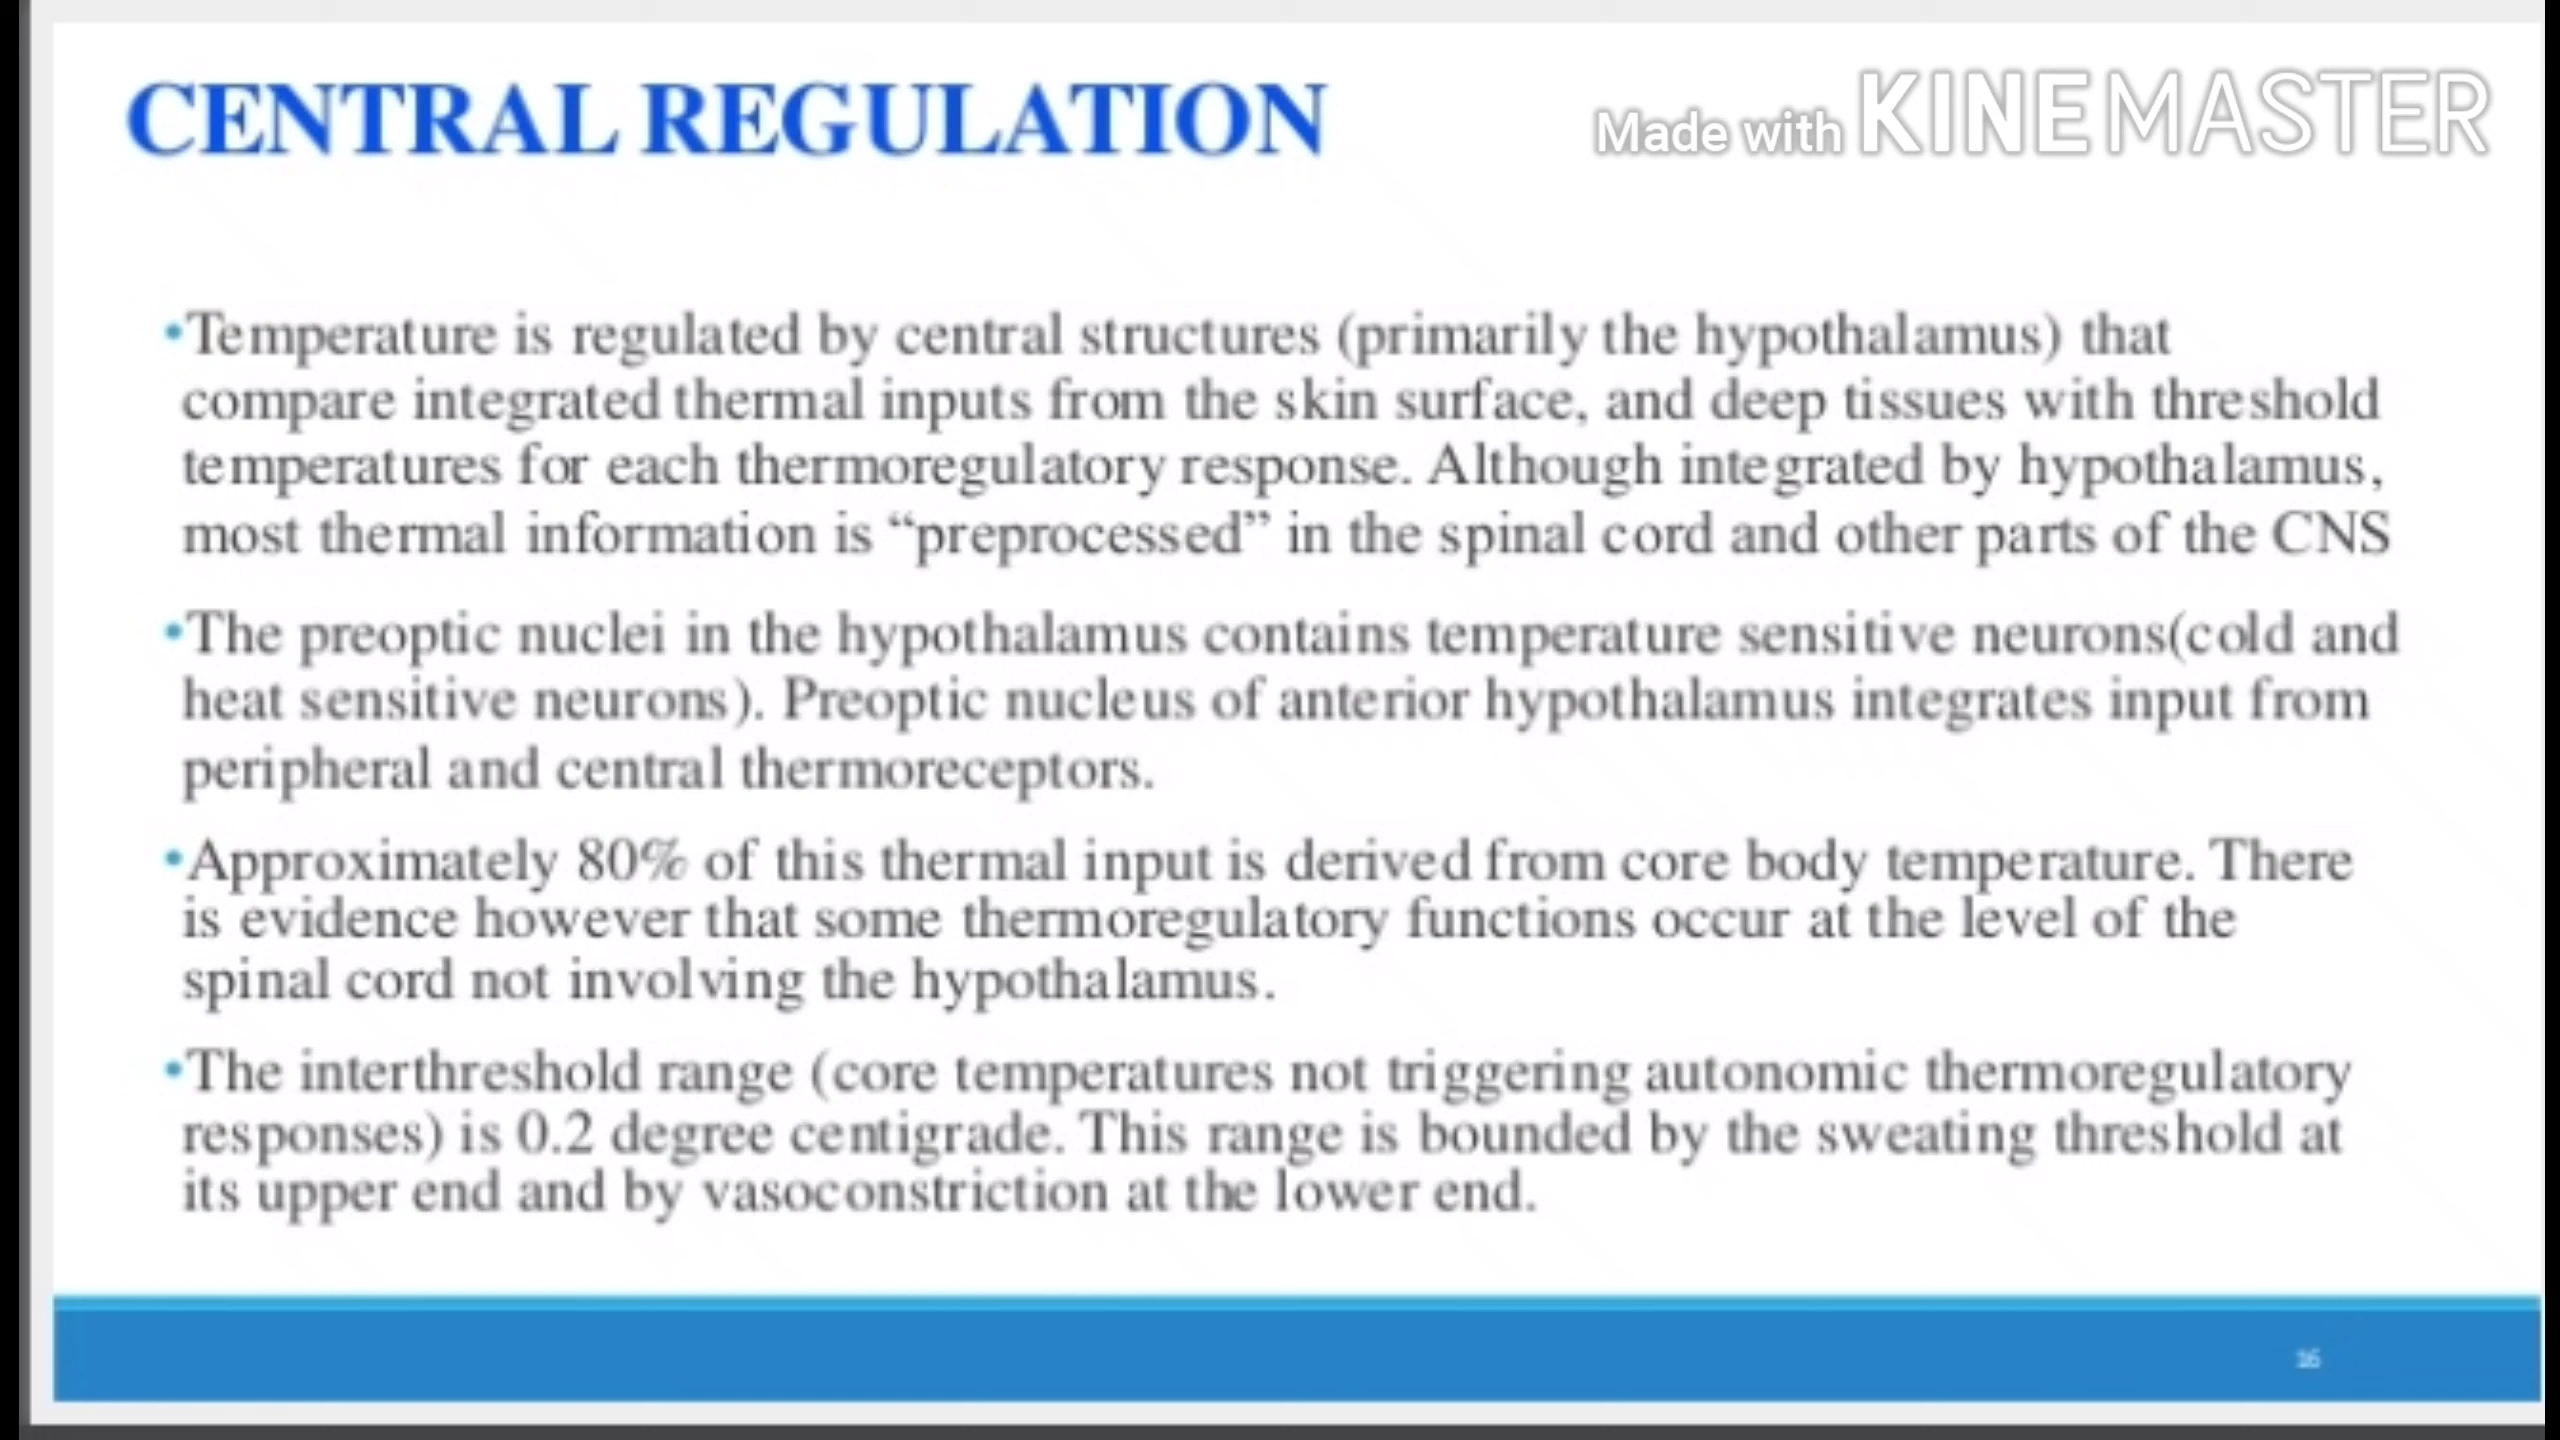 CENTRAL REGULATION
Made with KINEMASTER
•Temperature is regulated by central structures (primarily the hypothalamus) that
compare integrated thermal inputs from the skin surface, and deep tissues with threshold
temperatures for each thermoregulatory response. Although integrated by hypothalamus,
most thermal information is “preprocessed” in the spinal cord and other parts of the CNS
•The preoptic nuclei in the hypothalamus contains temperature sensitive neurons(cold and
heat sensitive neurons). Preoptic nucleus of anterior hypothalamus integrates input from
peripheral and central thermoreceptors.
•Approximately 80% of this thermal input is derived from core body temperature. There
is evidence however that some thermoregulatory functions occur at the level of the
spinal cord not involving the hypothalamus.
•The interthreshold range (core temperatures not triggering autonomic thermoregulatory
responses) is 0.2 degree centigrade. This range is bounded by the sweating threshold at
its upper end and by vasoconstriction at the lower end.